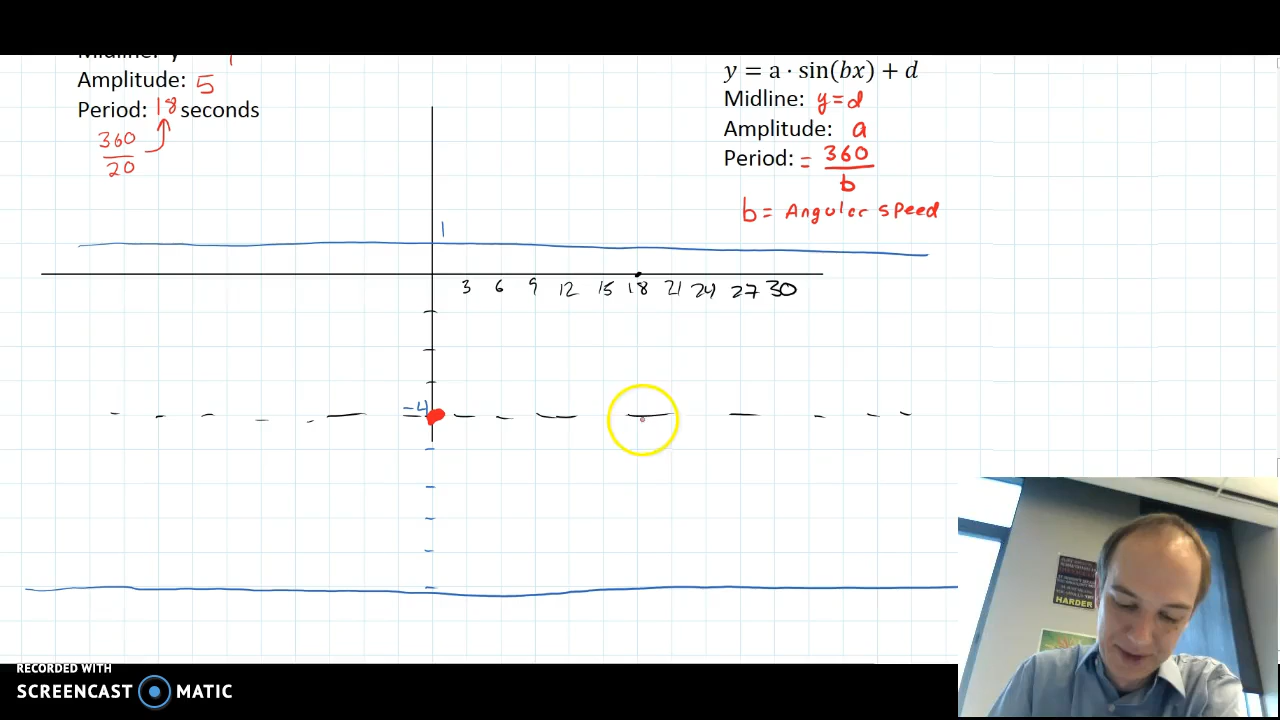 Amplitude: 5
Period: 18 seconds
360
20
y = a · sin(bx) + d
Midline: y=d
Amplitude: a
Period: = 360
b
b = Angular speed
1
3 6 9 12 15 18 21 24 27 30
-4
HARDER
RECORDED WITH
SCREENCAST MATIC